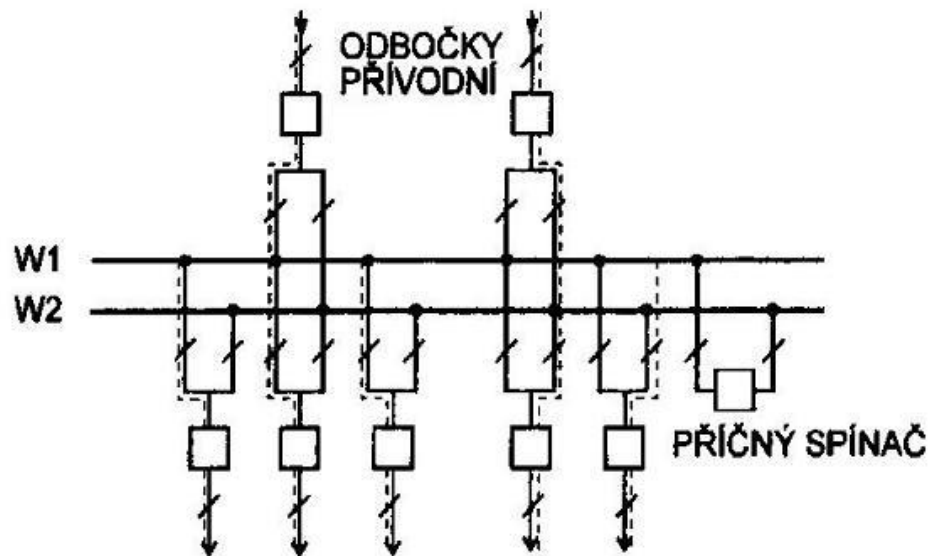 ODBOČKY
PŘÍVODNÍ
W1
W2
PŘÍČNÝ SPÍNAČ